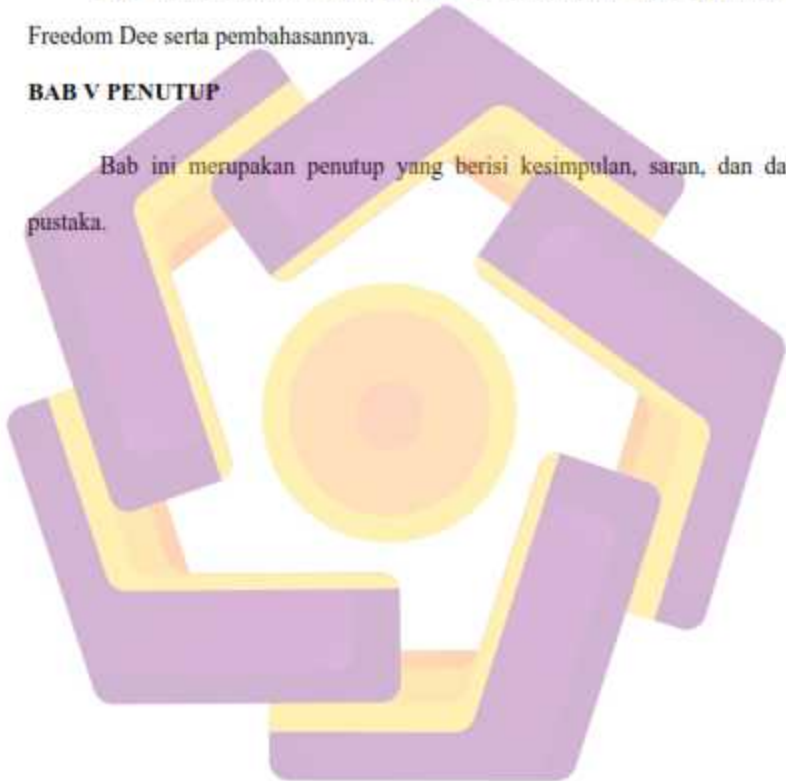 Freedom Dee serta pembahasannya.
BAB V PENUTUP
Bab ini merupakan penutup yang berisi kesimpulan, saran, dan da
pustaka.